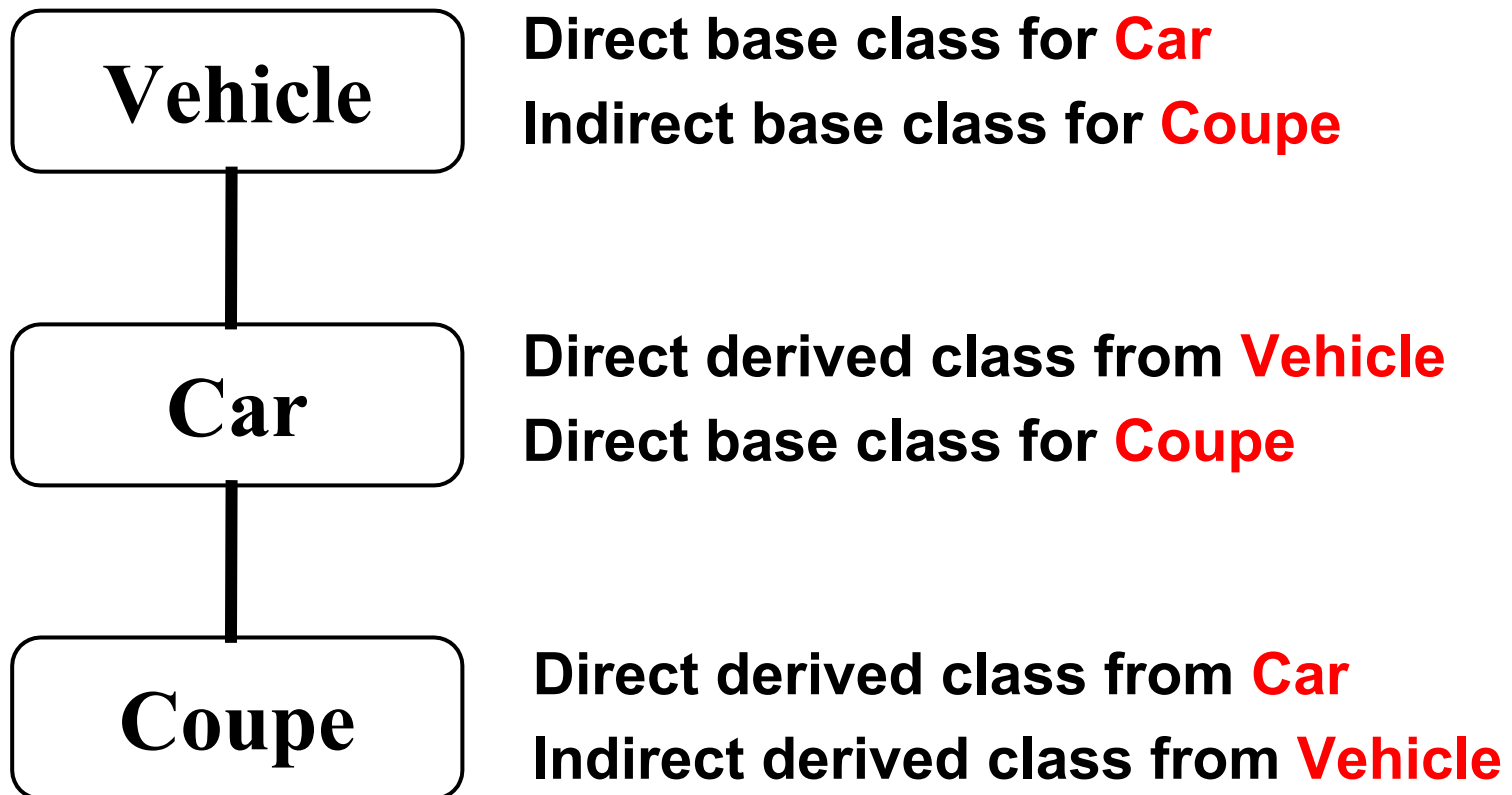 Vehicle
Direct base class for Car
Indirect base class for Coupe
Car
Direct derived class from Vehicle
Direct base class for Coupe
Coupe
Direct derived class from Car
Indirect derived class from Vehicle